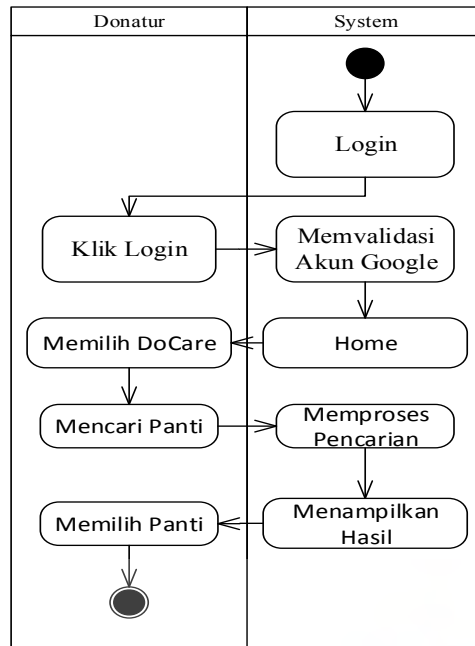 Donatur
System
Login
Klik Login
Memvalidasi
Akun Google
Memilih DoCare
Home
Mencari Panti
Memproses
Pencarian
Memilih Panti
Menampilkan
Hasil